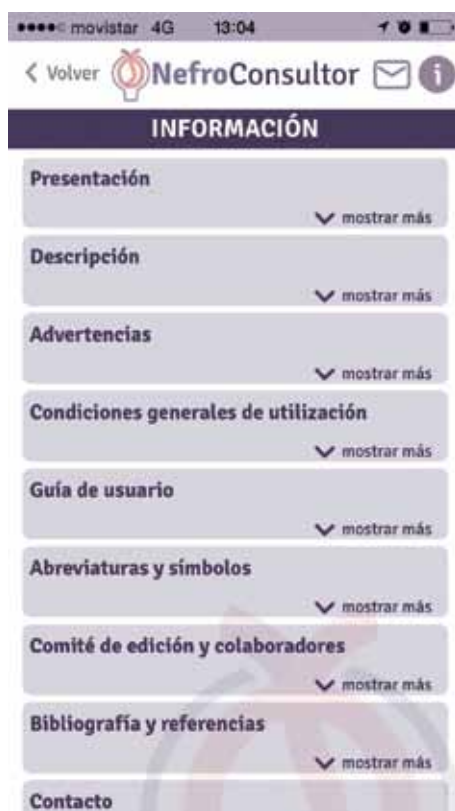 movistar 4G 13:04
Volver NefroConsultor i
INFORMACIÓN
Presentación
mostrar más
Descripción
mostrar más
Advertencias
mostrar más
Condiciones generales de utilización
mostrar más
Guía de usuario
mostrar más
Abreviaturas y símbolos
mostrar más
Comité de edición y colaboradores
mostrar más
Bibliografía y referencias
mostrar más
Contacto